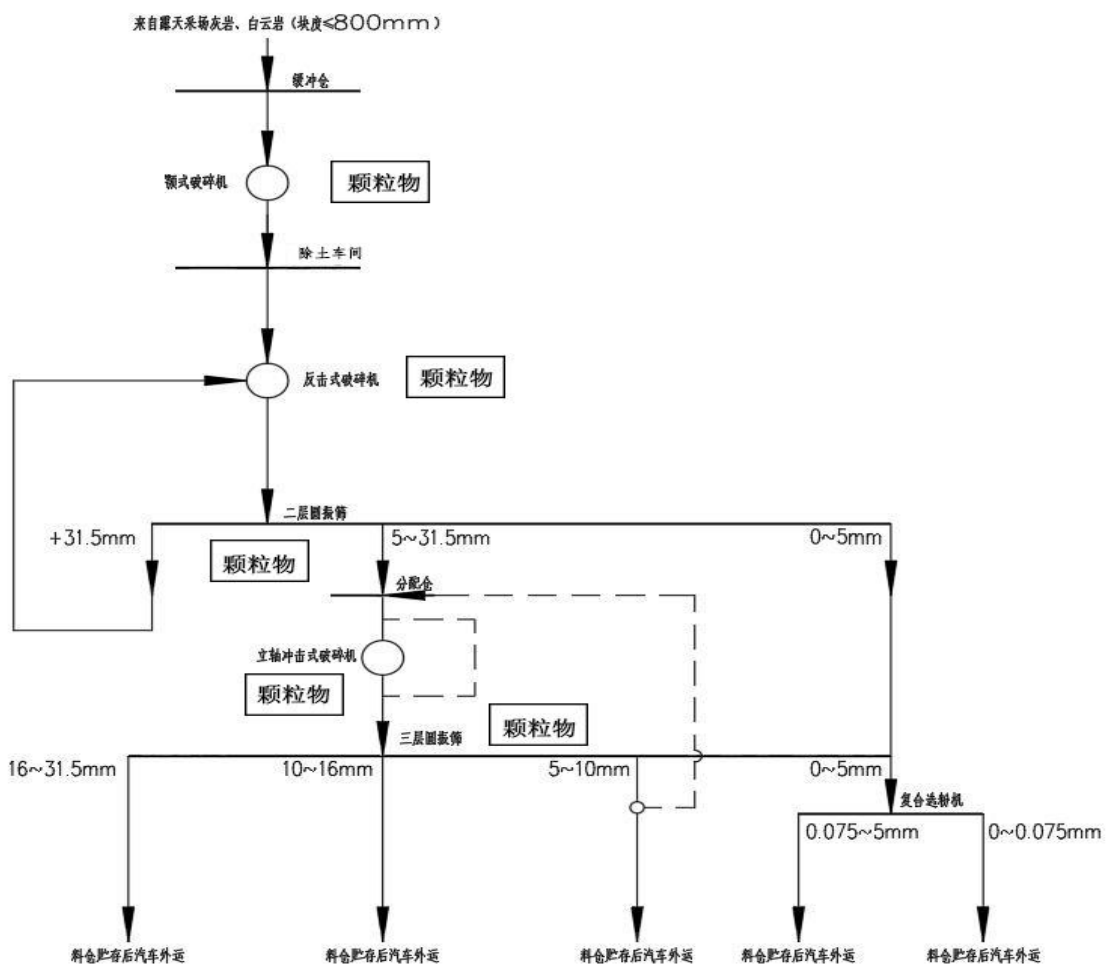 来自露天采场灰岩、白云岩（块度≤800mm）
缓冲仓
颚式破碎机
颗粒物
除土车间
反击式破碎机
颗粒物
二层圆振筛
+31.5mm
5~31.5mm
0~5mm
颗粒物
分配仓
立轴冲击式破碎机
颗粒物
颗粒物
三层圆振筛
16~31.5mm
10~16mm
5~10mm
0~5mm
复合选粉机
0.075~5mm
0~0.075mm
料仓贮存后汽车外运
料仓贮存后汽车外运
料仓贮存后汽车外运
料仓贮存后汽车外运
料仓贮存后汽车外运